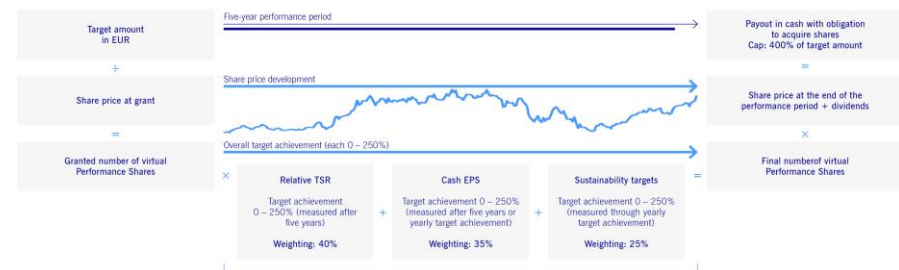 Target amount
in EUR
÷
Share price at grant
=
Granted number of virtual
Performance Shares
Five-year performance period
Share price development
Overall target achievement (each 0 – 250%)
×
Relative TSR
Target achievement
0 – 250% (measured after
five years)
Weighting: 40%
+
Cash EPS
Target achievement 0 – 250%
(measured after five years or
yearly target achievement)
Weighting: 35%
+
Sustainability targets
Target achievement 0 – 250%
(measured through yearly
target achievement)
Weighting: 25%
=
Payout in cash with obligation
to acquire shares
Cap: 400% of target amount
=
Share price at the end of the
performance period + dividends
×
Final numberof virtual
Performance Shares